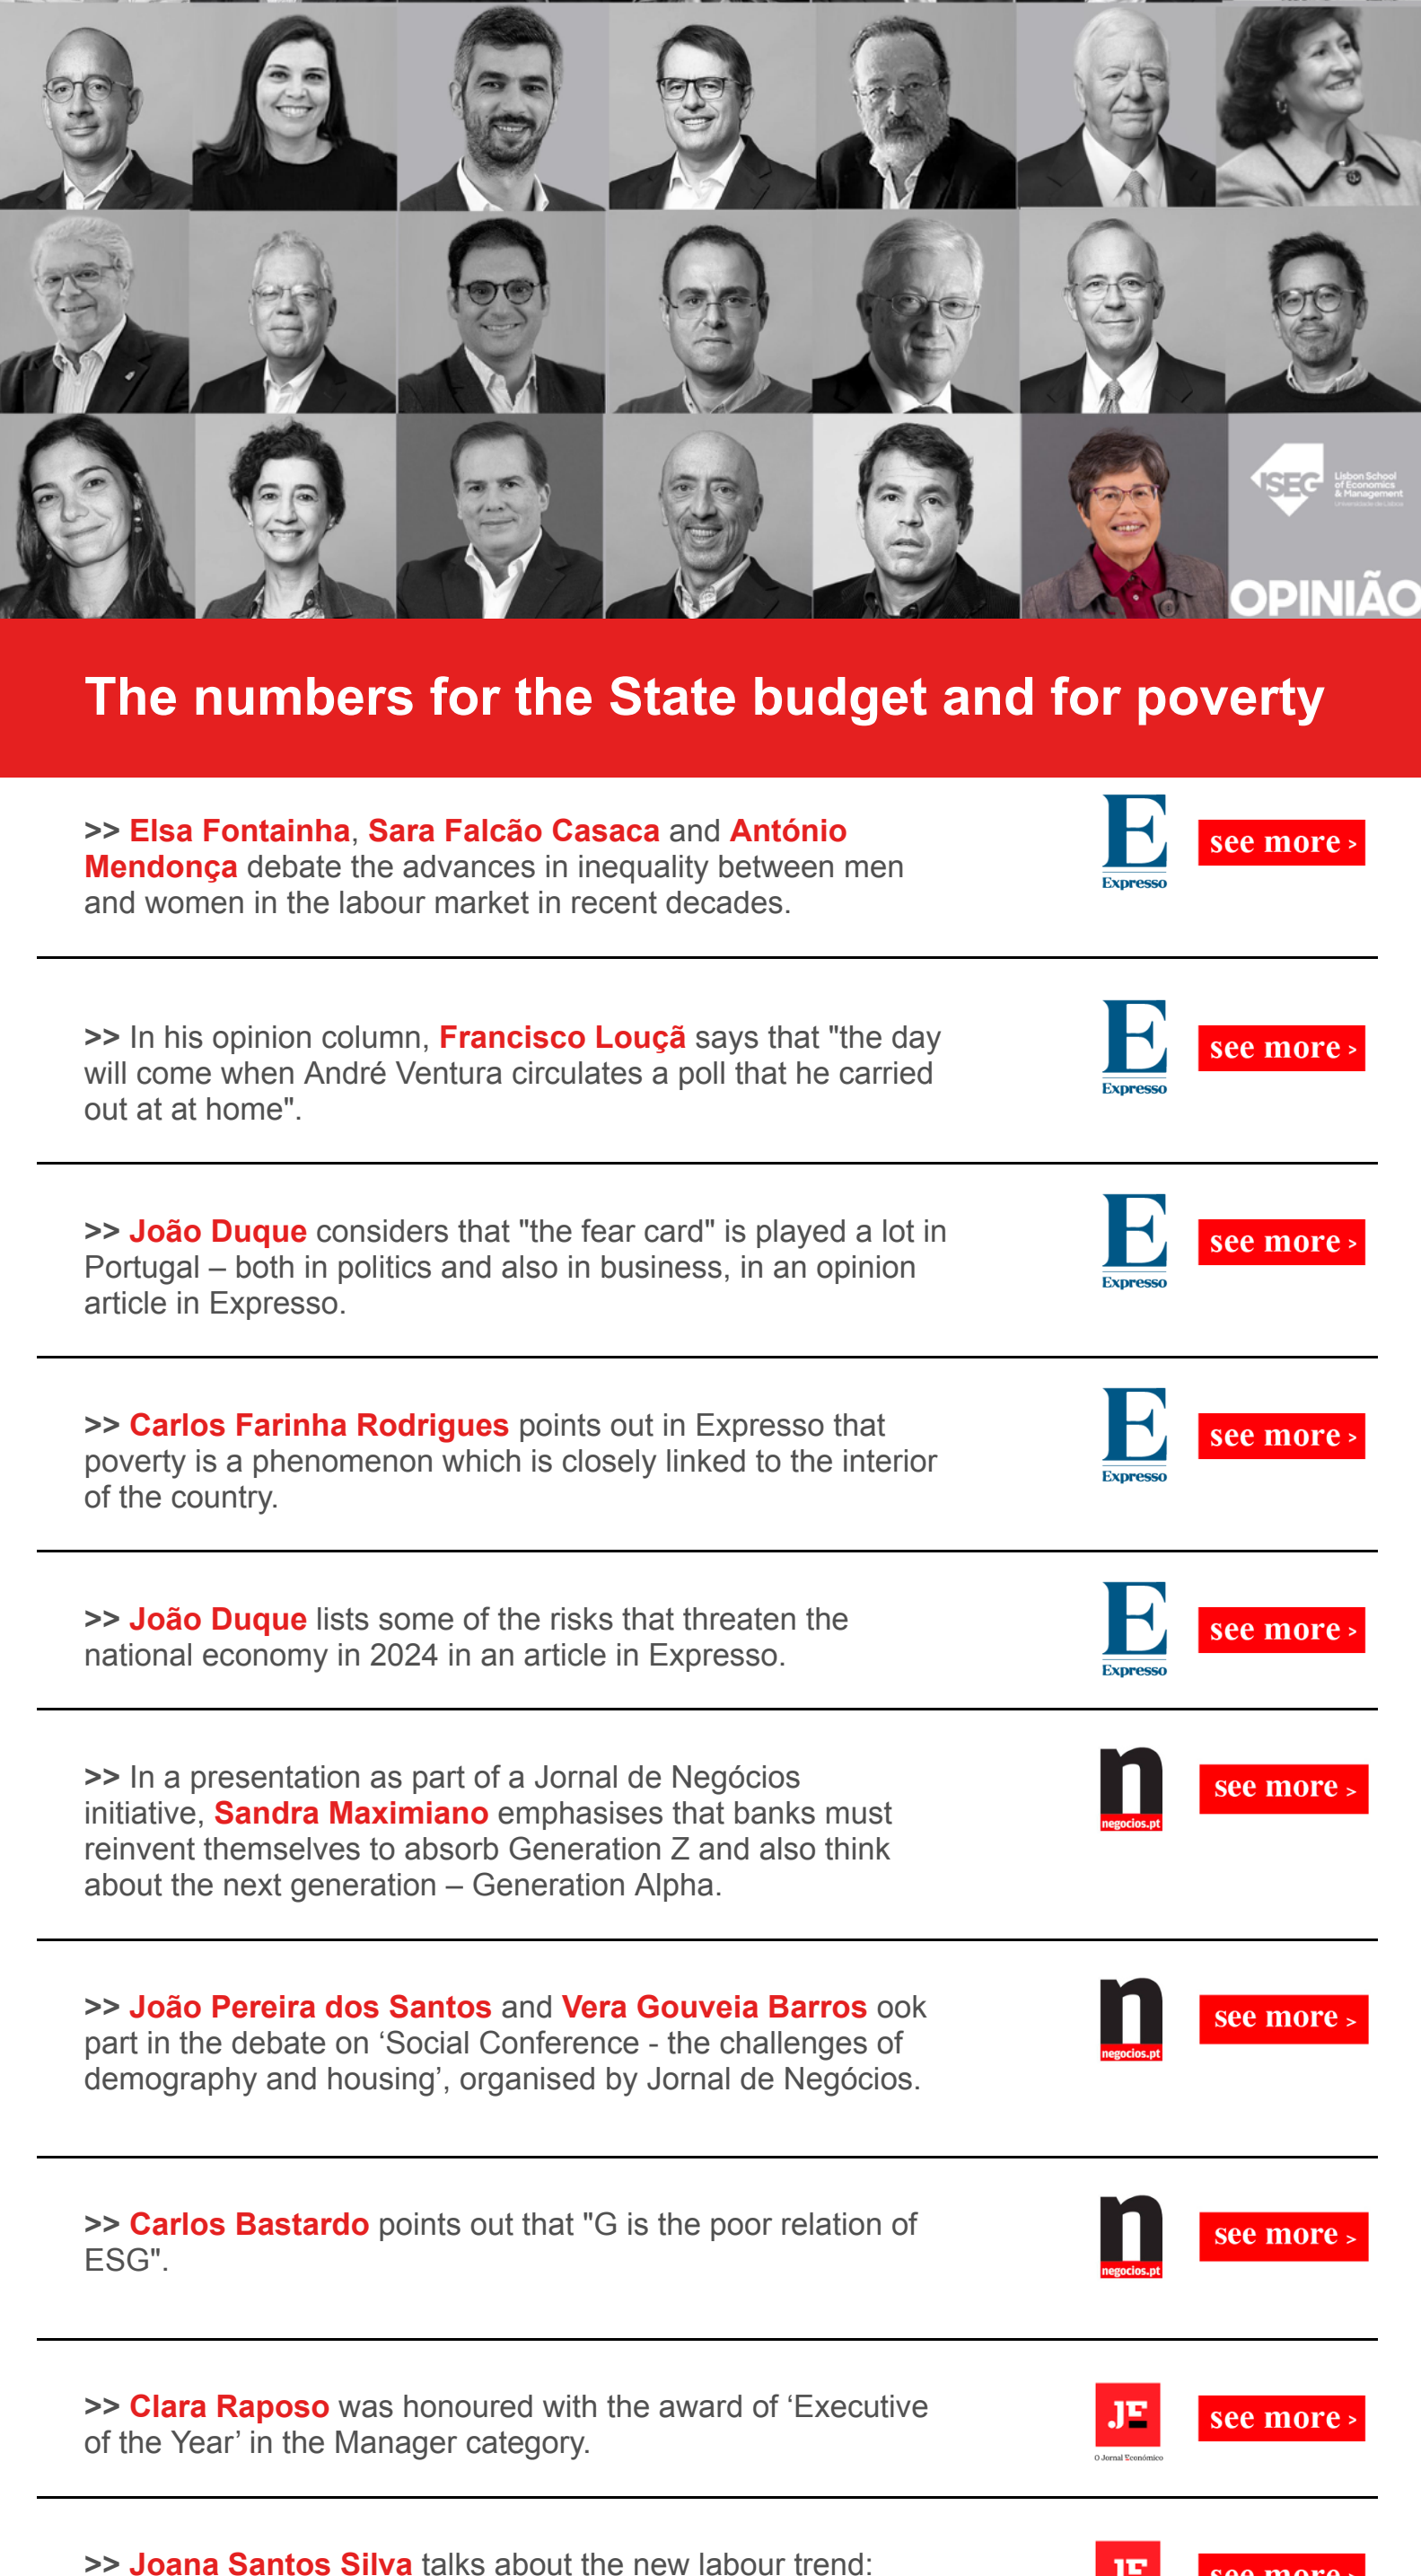 ISEG
Lisbon School
of Economics
& Management
Universidade de Lisboa
OPINIÃO
The numbers for the State budget and for poverty
>> Elsa Fontainha, Sara Falcão Casaca and António
Mendonça debate the advances in inequality between men
and women in the labour market in recent decades.
E
Expresso
see more >
>> In his opinion column, Francisco Louçã says that "the day
will come when André Ventura circulates a poll that he carried
out at at home".
E
Expresso
see more >
>> João Duque considers that "the fear card" is played a lot in
Portugal – both in politics and also in business, in an opinion
article in Expresso.
E
Expresso
see more >
>> Carlos Farinha Rodrigues points out in Expresso that
poverty is a phenomenon which is closely linked to the interior
of the country.
E
Expresso
see more >
>> João Duque lists some of the risks that threaten the
national economy in 2024 in an article in Expresso.
E
Expresso
see more >
>> In a presentation as part of a Jornal de Negócios
initiative, Sandra Maximiano emphasises that banks must
reinvent themselves to absorb Generation Z and also think
about the next generation – Generation Alpha.
n
negocios.pt
see more >
>> João Pereira dos Santos and Vera Gouveia Barros ook
part in the debate on ‘Social Conference - the challenges of
demography and housing’, organised by Jornal de Negócios.
n
negocios.pt
see more >
>> Carlos Bastardo points out that "G is the poor relation of
ESG".
n
negocios.pt
see more >
>> Clara Raposo was honoured with the award of ‘Executive
of the Year’ in the Manager category.
JE
O Jornal Económico
see more >
>> Joana Santos Silva talks about the new labour trend:
JE
see more >